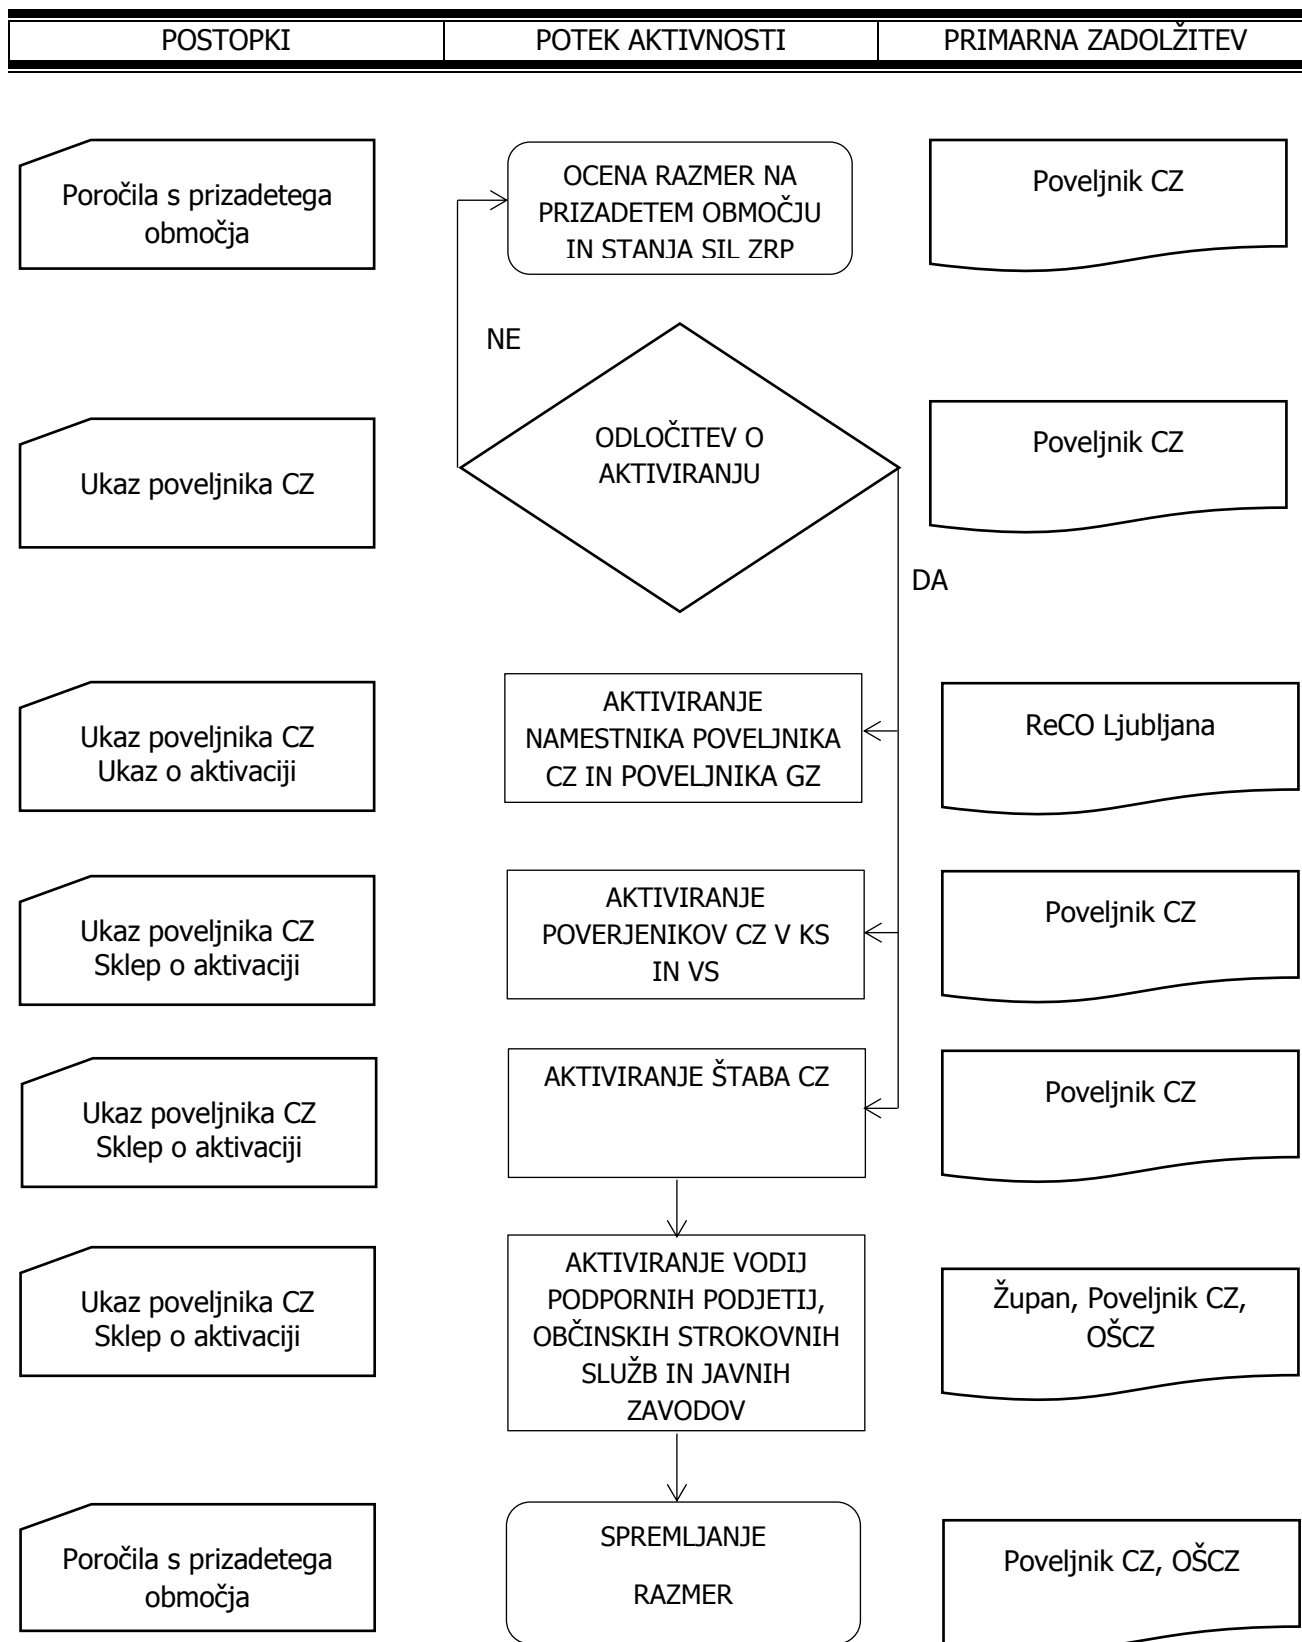 POSTOPKI
POTEK AKTIVNOSTI
PRIMARNA ZADOLŽITEV
Poročila s prizadetega
območja
OCENA RAZMER NA
PRIZADETEM OBMOČJU
IN STANJA SIL ZRP
Poveljnik CZ
NE
Ukaz poveljnika CZ
ODLOČITEV O
AKTIVIRANJU
Poveljnik CZ
DA
Ukaz poveljnika CZ
Ukaz o aktivaciji
AKTIVIRANJE
NAMESTNIKA POVELJNIKA
CZ IN POVELJNIKA GZ
ReCO Ljubljana
Ukaz poveljnika CZ
Sklep o aktivaciji
AKTIVIRANJE
POVERJENIKOV CZ V KS
IN VS
Poveljnik CZ
Ukaz poveljnika CZ
Sklep o aktivaciji
AKTIVIRANJE ŠTABA CZ
Poveljnik CZ
Ukaz poveljnika CZ
Sklep o aktivaciji
AKTIVIRANJE VODIJ
PODPORNIH PODJETIJ,
OBČINSKIH STROKOVNIH
SLUŽB IN JAVNIH
ZAVODOV
Župan, Poveljnik CZ,
OŠCZ
Poročila s prizadetega
območja
SPREMLJANJE
RAZMER
Poveljnik CZ, OŠCZ